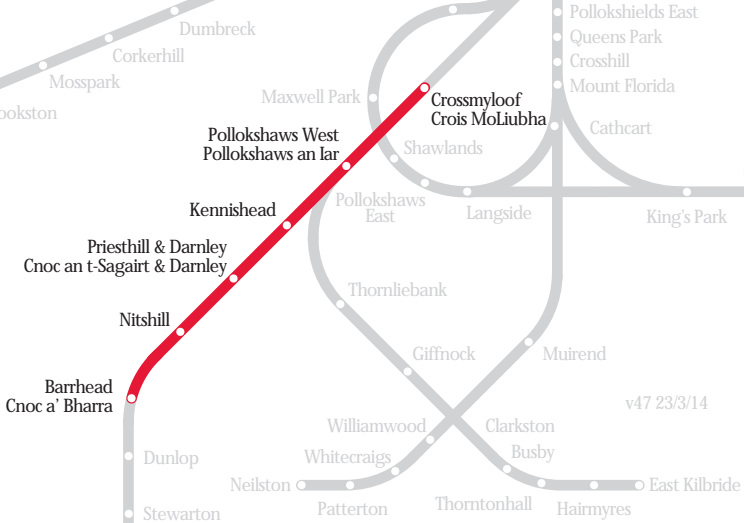 Dumbreck
Corkerhill
Mosspark
ookston
Pollokshields East
Queens Park
Crosshill
Mount Florida
Maxwell Park
Crossmyloof
Crois MoLiubha
Cathcart
Pollokshaws West
Pollokshaws an Iar
Shawlands
Pollokshaws
East
Langside
King's Park
Kennishead
Priesthill & Darnley
Cnoc an t-Sagairt & Darnley
Thornliebank
Nitshill
Giffnock
Muirend
Barrhead
Cnoc a' Bharra
v47 23/3/14
Williamwood
Clarkston
Whitecraigs
Busby
Dunlop
Neilston
East Kilbride
Patterton
Thorntonhall
Hairmyres
Stewarton